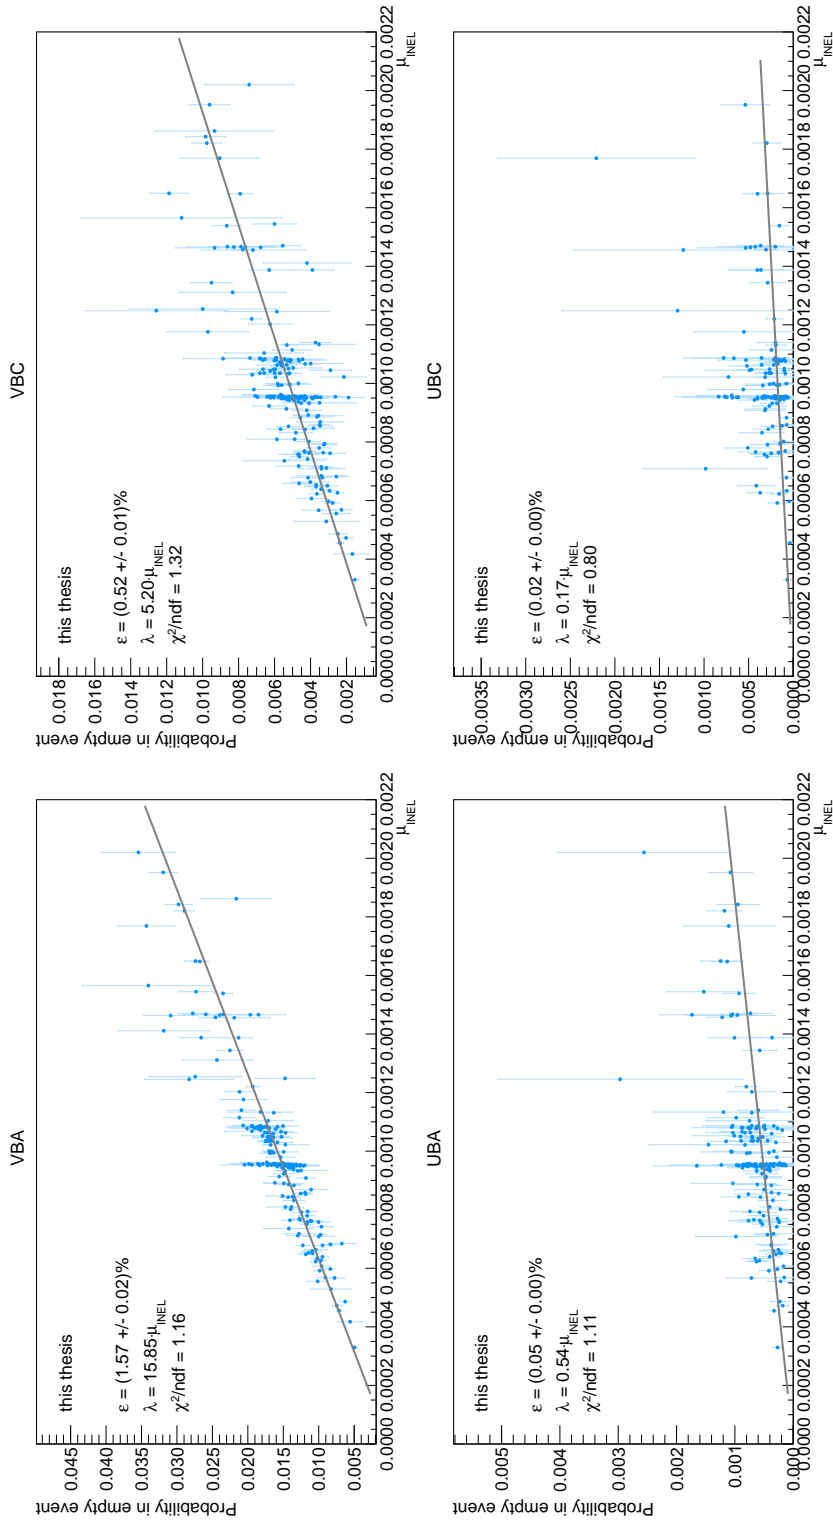 VBA
Probability in empty event
0.045
0.040
0.035
0.030
0.025
0.020
0.015
0.010
0.005
this thesis
ε = (1.57 +/- 0.02)%
λ = 15.85·μ_INEL
χ²/ndf = 1.16
0.0000 0.0002 0.0004 0.0006 0.0008 0.0010 0.0012 0.0014 0.0016 0.0018 0.0020 0.0022
μ_INEL
VBC
Probability in empty event
0.018
0.016
0.014
0.012
0.010
0.008
0.006
0.004
0.002
this thesis
ε = (0.52 +/- 0.01)%
λ = 5.20·μ_INEL
χ²/ndf = 1.32
0.0000 0.0002 0.0004 0.0006 0.0008 0.0010 0.0012 0.0014 0.0016 0.0018 0.0020 0.0022
μ_INEL
UBA
Probability in empty event
0.005
0.004
0.003
0.002
0.001
0.000
this thesis
ε = (0.05 +/- 0.00)%
λ = 0.54·μ_INEL
χ²/ndf = 1.11
0.0000 0.0002 0.0004 0.0006 0.0008 0.0010 0.0012 0.0014 0.0016 0.0018 0.0020 0.0022
μ_INEL
UBC
Probability in empty event
0.0035
0.0030
0.0025
0.0020
0.0015
0.0010
0.0005
0.0000
this thesis
ε = (0.02 +/- 0.00)%
λ = 0.17·μ_INEL
χ²/ndf = 0.80
0.0000 0.0002 0.0004 0.0006 0.0008 0.0010 0.0012 0.0014 0.0016 0.0018 0.0020 0.0022
μ_INEL